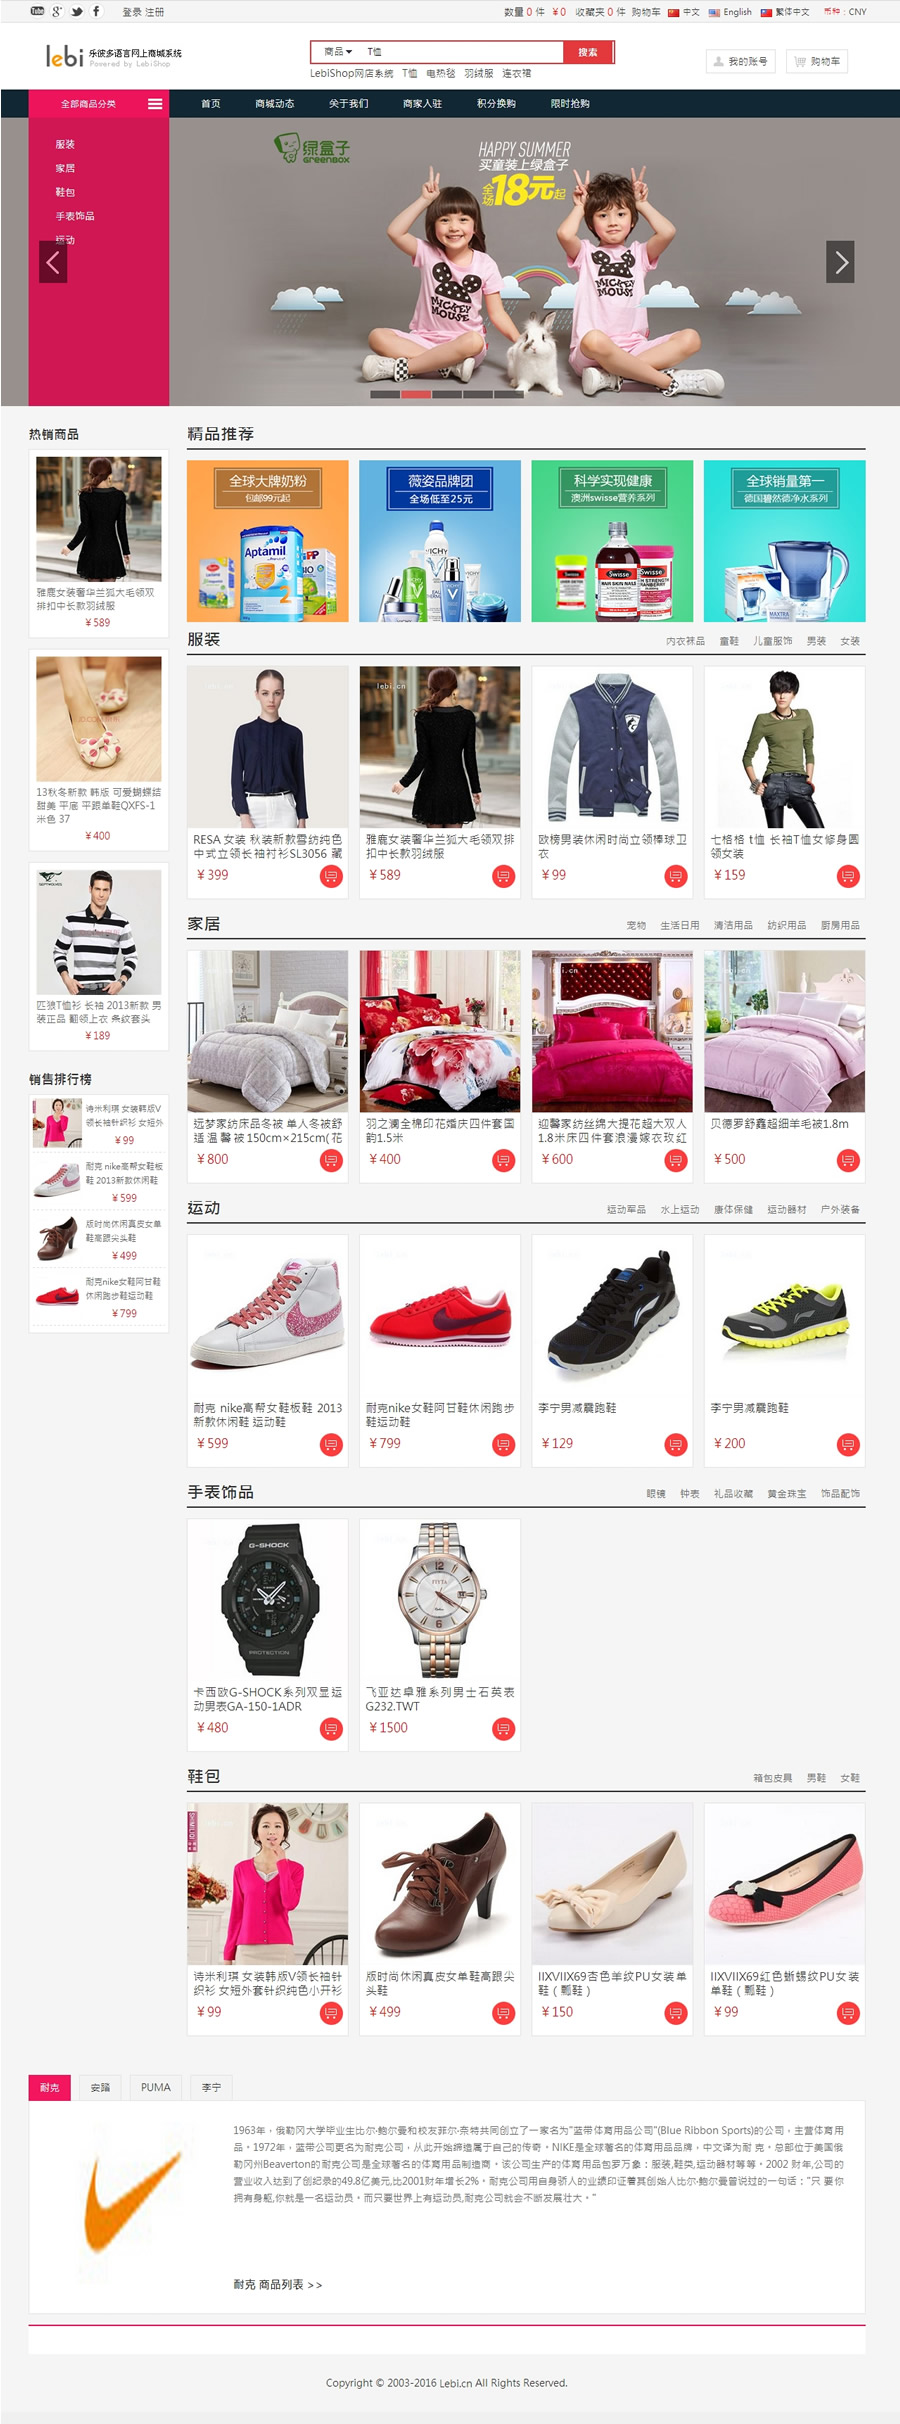 登录 注册
数量 0 件 ￥0 收藏夹 0 件 购物车 中文 English 繁体中文 币种：CNY
lebi 乐彼多语言网上商城系统
Powered by LebiShop
商品 T恤 搜索
LebiShop网店系统 T恤 电热毯 羽绒服 连衣裙
我的账号 购物车
全部商品分类 首页 商城动态 关于我们 商家入驻 积分换购 限时抢购
服装
家居
鞋包
手表饰品
运动
绿盒子
GREENBOX
HAPPY SUMMER
买童装上绿盒子
全场18元起
MICKEY MOUSE
MICKEY MOUSE
热销商品
雅鹿女装奢华兰狐大毛领双
排扣中长款羽绒服
￥589
13秋冬新款 韩版 可爱蝴蝶结
甜美 平底 平跟单鞋QXFS-1
米色 37
￥400
SEPTWOLVES
匹狼T恤衫 长袖 2013新款 男
装正品 翻领上衣 条纹套头
￥189
销售排行榜
诗米利琪 女装韩版V
领长袖针织衫 女短外
￥99
耐克 nike高帮女鞋板
鞋 2013新款休闲鞋
￥599
版时尚休闲真皮女单
鞋高跟尖头鞋
￥499
耐克nike女鞋阿甘鞋
休闲跑步鞋运动鞋
￥799
精品推荐
全球大牌奶粉
包邮99元起
Aptamil
薇姿品牌团
全场低至25元
VICHY
科学实现健康
澳洲swisse营养系列
Swisse
HAIR SKIN NAILS
全球销量第一
德国碧然德净水系列
MAXTRA
服装 内衣袜品 童鞋 儿童服饰 男装 女装
lebi.cn
RESA 女装 秋装新款雪纺纯色
中式立领长袖衬衫SL3056 藏
￥399
雅鹿女装奢华兰狐大毛领双排
扣中长款羽绒服
￥589
欧榜男装休闲时尚立领棒球卫
衣
￥99
七格格 t恤 长袖T恤女修身圆
领女装
￥159
家居 宠物 生活日用 清洁用品 纺织用品 厨房用品
远梦家纺床品冬被 单人冬被舒
适 温 馨 被 150cm×215cm( 花
￥800
羽之澜全棉印花婚庆四件套国
韵1.5米
￥400
迎馨家纺丝绵大提花超大双人
1.8米床四件套浪漫嫁衣玫红
￥600
贝德罗舒鑫超细羊毛被1.8m
￥500
运动 运动军品 水上运动 康体保健 运动器材 户外装备
耐克 nike高帮女鞋板鞋 2013
新款休闲鞋 运动鞋
￥599
耐克nike女鞋阿甘鞋休闲跑步
鞋运动鞋
￥799
李宁男减震跑鞋
￥129
李宁男减震跑鞋
￥200
手表饰品 眼镜 钟表 礼品收藏 黄金珠宝 饰品配饰
G-SHOCK
PROTECTION
卡西欧G-SHOCK系列双显运
动男表GA-150-1ADR
￥480
FIYTA
飞亚达卓雅系列男士石英表
G232.TWT
￥1500
鞋包 箱包皮具 男鞋 女鞋
诗米利琪 女装韩版V领长袖针
织衫 女短外套针织纯色小开衫
￥99
版时尚休闲真皮女单鞋高跟尖
头鞋
￥499
IIXVIIX69杏色羊纹PU女装单
鞋（瓢鞋）
￥150
IIXVIIX69红色蜥蜴纹PU女装
单鞋（瓢鞋）
￥99
耐克 安踏 PUMA 李宁
1963年，俄勒冈大学毕业生比尔·鲍尔曼和校友菲尔·奈特共同创立了一家名为“蓝带体育用品公司”(Blue Ribbon Sports)的公司，主营体育用
品。1972年，蓝带公司更名为耐克公司，从此开始缔造属于自己的传奇。NIKE是全球著名的体育用品品牌，中文译为耐 克。总部位于美国俄
勒冈州Beaverton的耐克公司是全球著名的体育用品制造商。该公司生产的体育用品包罗万象：服装,鞋类,运动器材等等。2002 财年,公司的
营业收入达到了创纪录的49.8亿美元,比2001财年增长2%。耐克公司用自身骄人的业绩印证着其创始人比尔·鲍尔曼曾说过的一句话：“只 要你
拥有身躯,你就是一名运动员。而只要世界上有运动员,耐克公司就会不断发展壮大。”
耐克 商品列表 >>
Copyright © 2003-2016 Lebi.cn All Rights Reserved.